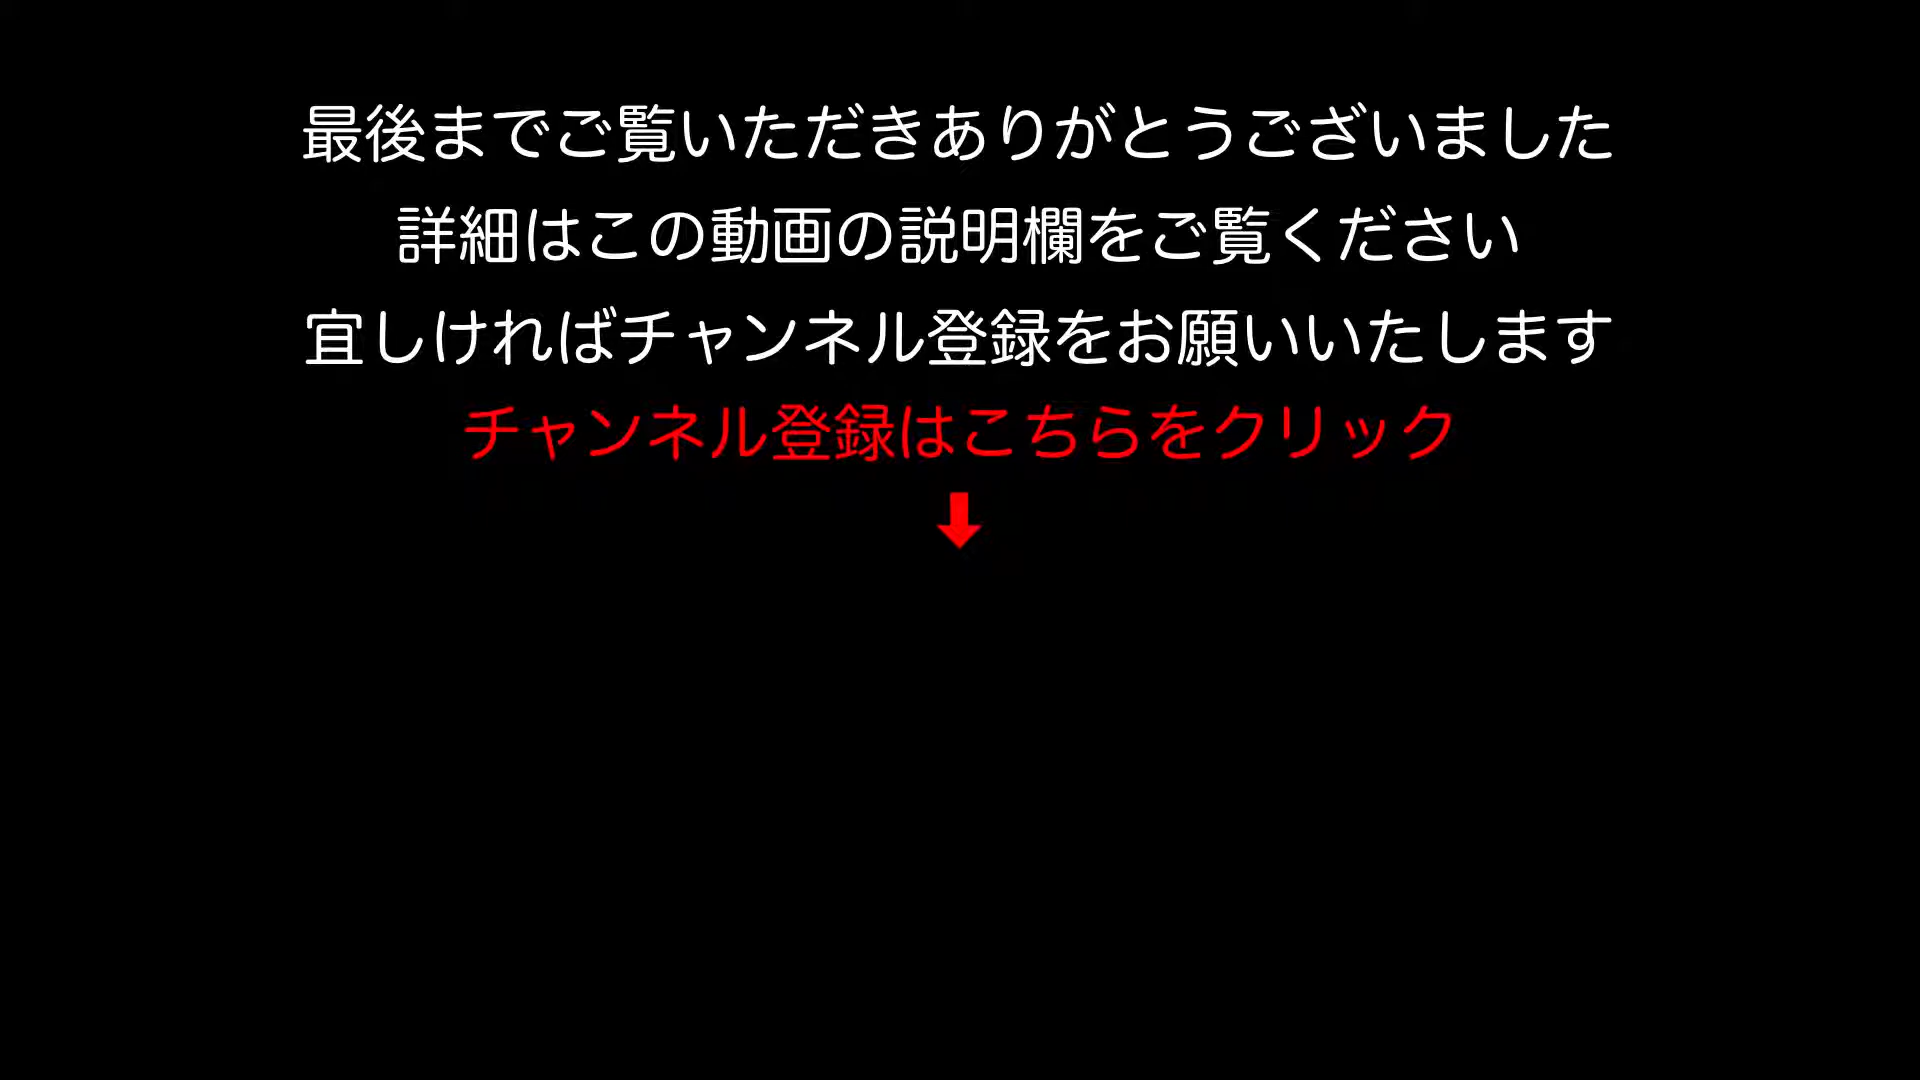 最後までご覧いただきありがとうございました
詳細はこの動画の説明欄をご覧ください
宜しければチャンネル登録をお願いいたします
チャンネル登録はこちらをクリック